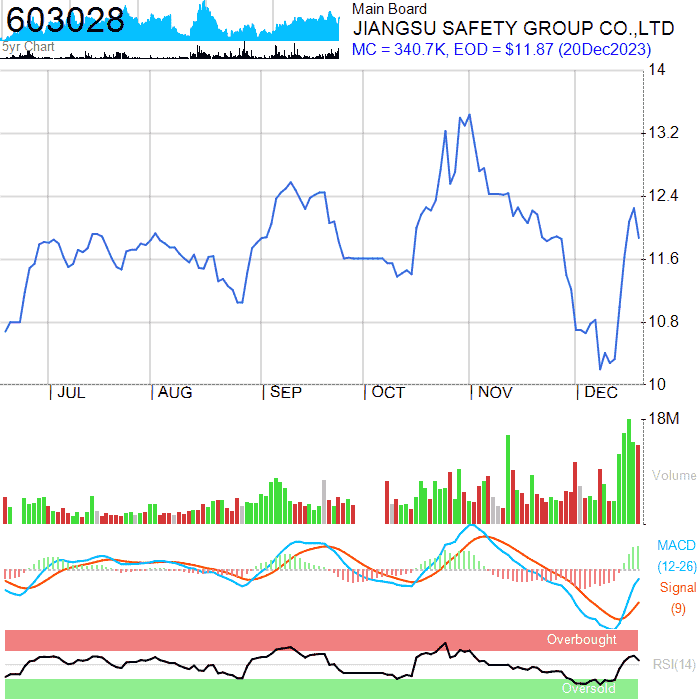 603028
5yr Chart
Main Board
JIANGSU SAFETY GROUP CO.,LTD
MC = 340.7K, EOD = $11.87 (20Dec2023)
14
13.2
12.4
11.6
10.8
10
JUL
AUG
SEP
OCT
NOV
DEC
18M
Volume
MACD
(12-26)
Signal
(9)
Overbought
RSI(14)
Oversold